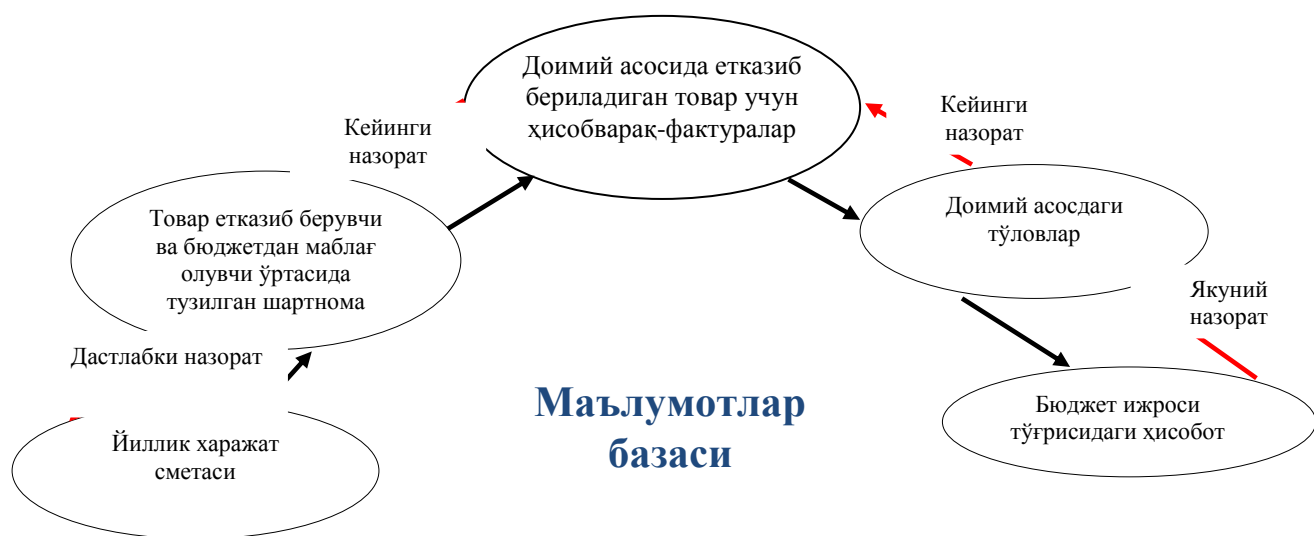 Доимий асосида етказиб
бериладиган товар учун
ҳисобварақ-фактуралар
Кейинги
назорат
Кейинги
назорат
Товар етказиб берувчи
ва бюджетдан маблағ
олувчи ўртасида
тузилган шартнома
Доимий асосдаги
тўловлар
Якуний
назорат
Дастлабки назорат
Маълумотлар
базаси
Бюджет ижроси
тўғрисидаги ҳисобот
Йиллик харажат
сметаси